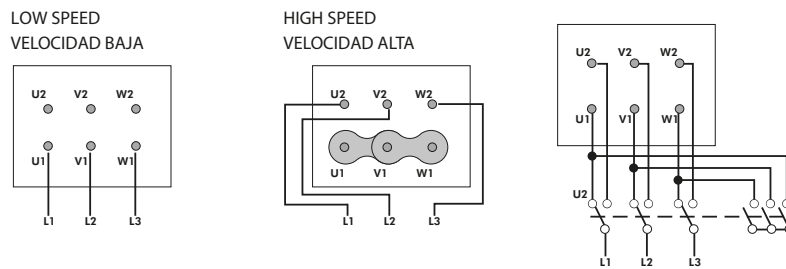 LOW SPEED
VELOCIDAD BAJA
U2 V2 W2
U1 V1 W1
L1 L2 L3
HIGH SPEED
VELOCIDAD ALTA
U2 V2 W2
U1 V1 W1
L1 L2 L3
U2 V2 W2
U1 V1 W1
U2
L1 L2 L3